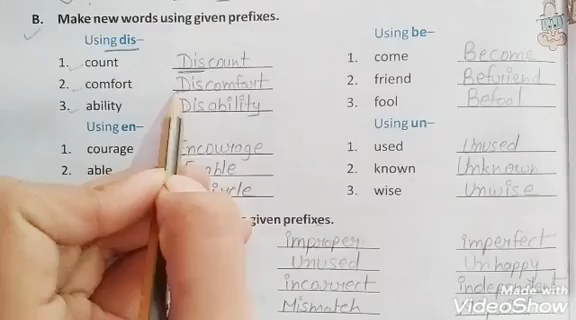 B. Make new words using given prefixes.
Using dis–
1. count Discount
2. comfort Discomfort
3. ability Disability
Using en–
1. courage Encourage
2. able
Using be–
1. come Become
2. friend Befriend
3. fool Befool
Using un–
1. used Unused
2. known Unknown
3. wise Unwise
given prefixes.
improper imperfect
Unused Unhappy
incorrect independent
Mismatch
Made with
VideoShow